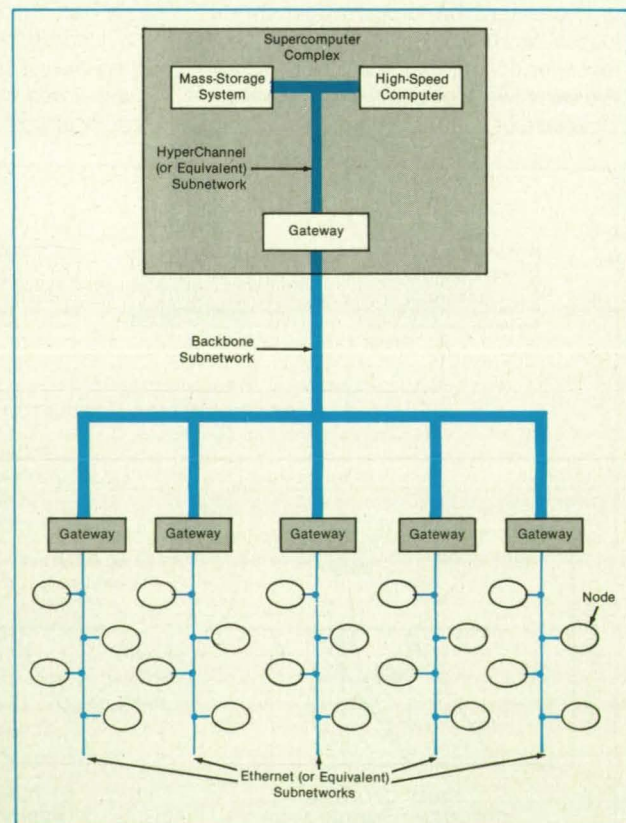 Supercomputer
Complex
Mass-Storage
System
High-Speed
Computer
HyperChannel
(or Equivalent)
Subnetwork
Gateway
Backbone
Subnetwork
Gateway
Gateway
Gateway
Gateway
Gateway
Node
Ethernet (or Equivalent)
Subnetworks